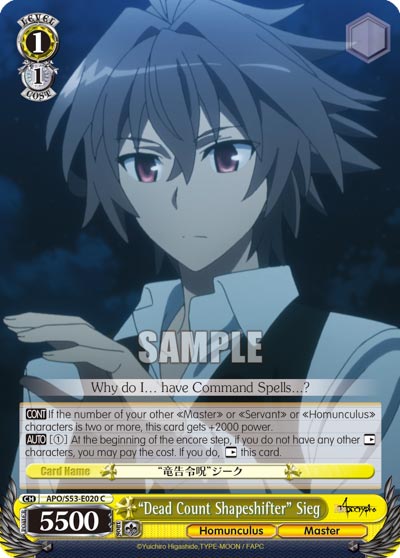 LEVEL
1
1
COST
SAMPLE
Why do I... have Command Spells...?
CONT If the number of your other «Master» or «Servant» or «Homunculus»
characters is two or more, this card gets +2000 power.
AUTO [①] At the beginning of the encore step, if you do not have any other
characters, you may pay the cost. If you do, this card.
Card Name
“竜告令呪”ジーク
CH APO/S53-E020 C
5500
“Dead Count Shapeshifter” Sieg
Apocrypha
Homunculus
Master
©Yuichiro Higashide,TYPE-MOON / FAPC